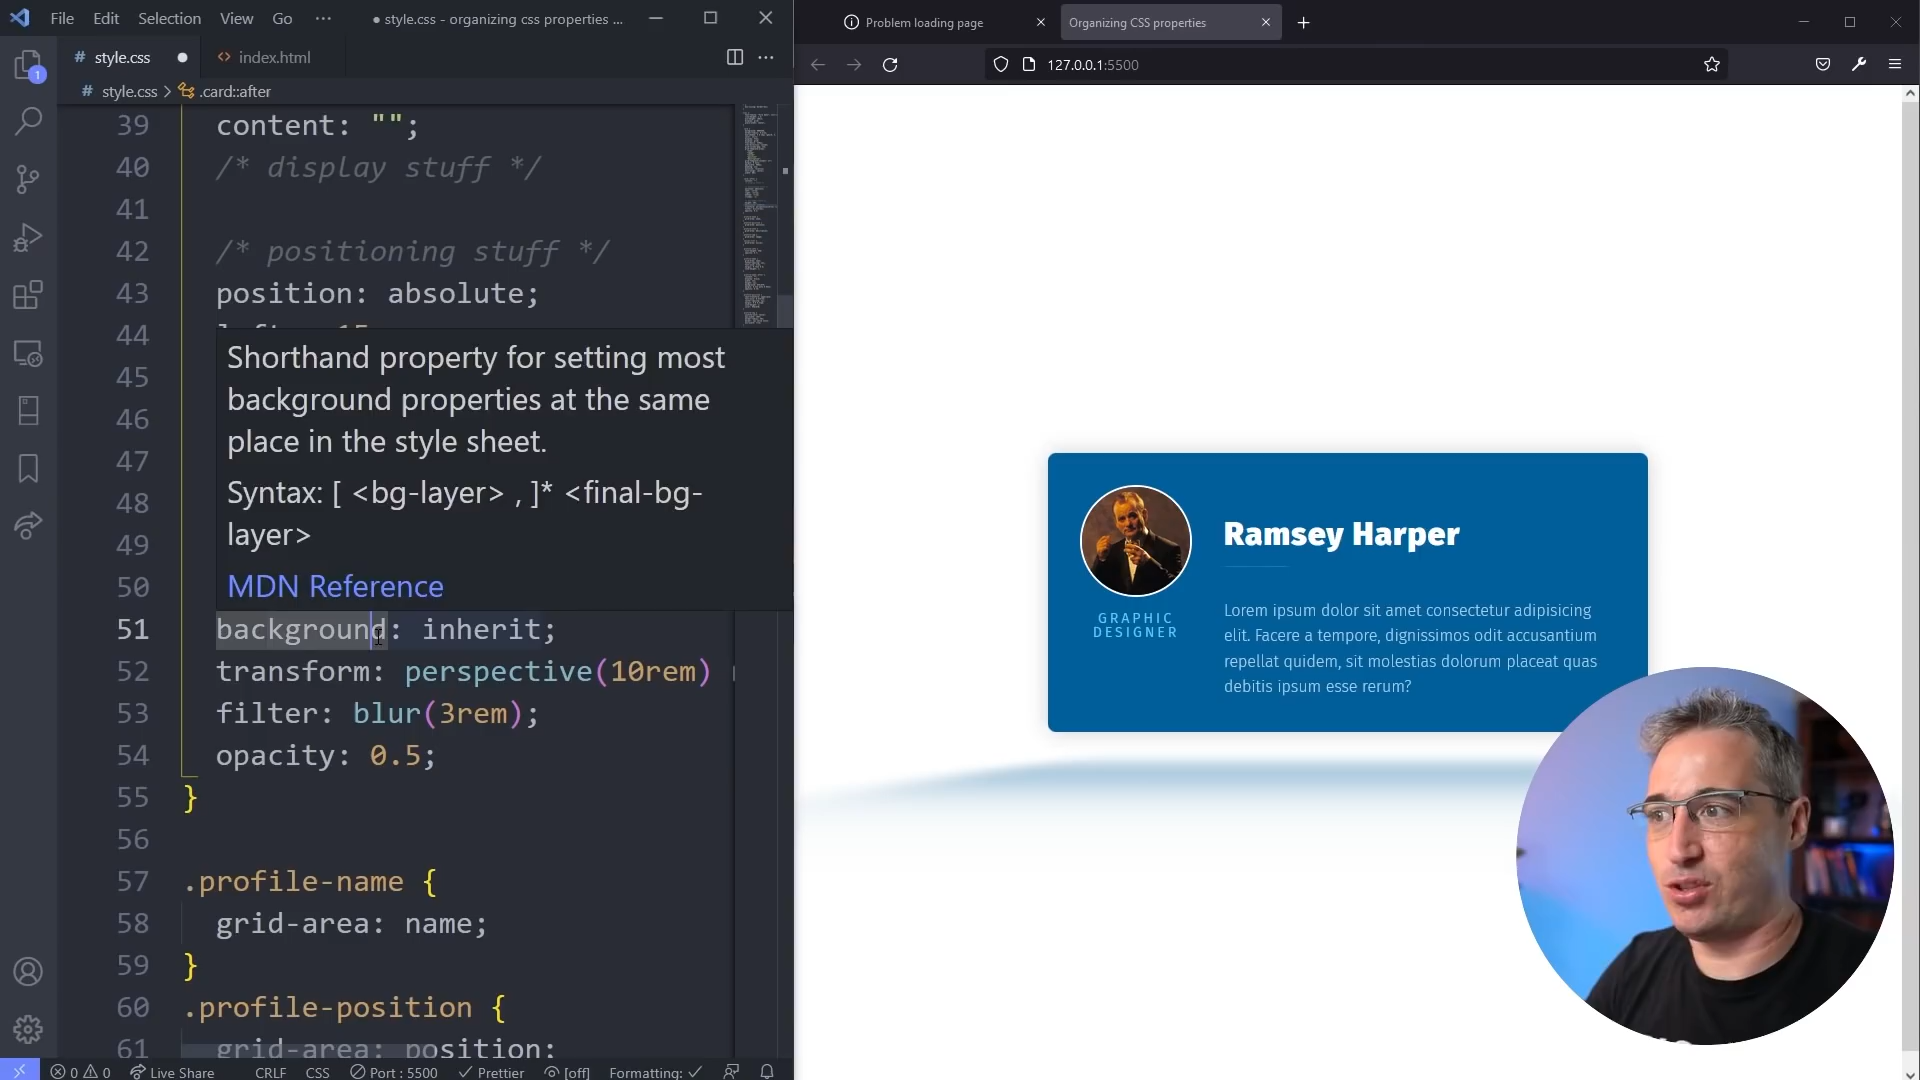 File Edit Selection View Go ··· ● style.css - organizing css properties ...
# style.css ● <> index.html
# style.css > .card::after
39 content: "";
40 /* display stuff */
41
42 /* positioning stuff */
43 position: absolute;
44
45
46
47
48
49
50
Shorthand property for setting most
background properties at the same
place in the style sheet.
Syntax: [ <bg-layer> , ]* <final-bg-
layer>
MDN Reference
51 background: inherit;
52 transform: perspective(10rem)
53 filter: blur(3rem);
54 opacity: 0.5;
55 }
56
57 .profile-name {
58 grid-area: name;
59 }
60 .profile-position {
61 grid-area: position;
1
0 0 Live Share CRLF CSS Port : 5500 Prettier [off] Formatting: ✓
Problem loading page
Organizing CSS properties
127.0.0.1:5500
Ramsey Harper
GRAPHIC
DESIGNER
Lorem ipsum dolor sit amet consectetur adipisicing
elit. Facere a tempore, dignissimos odit accusantium
repellat quidem, sit molestias dolorum placeat quas
debitis ipsum esse rerum?